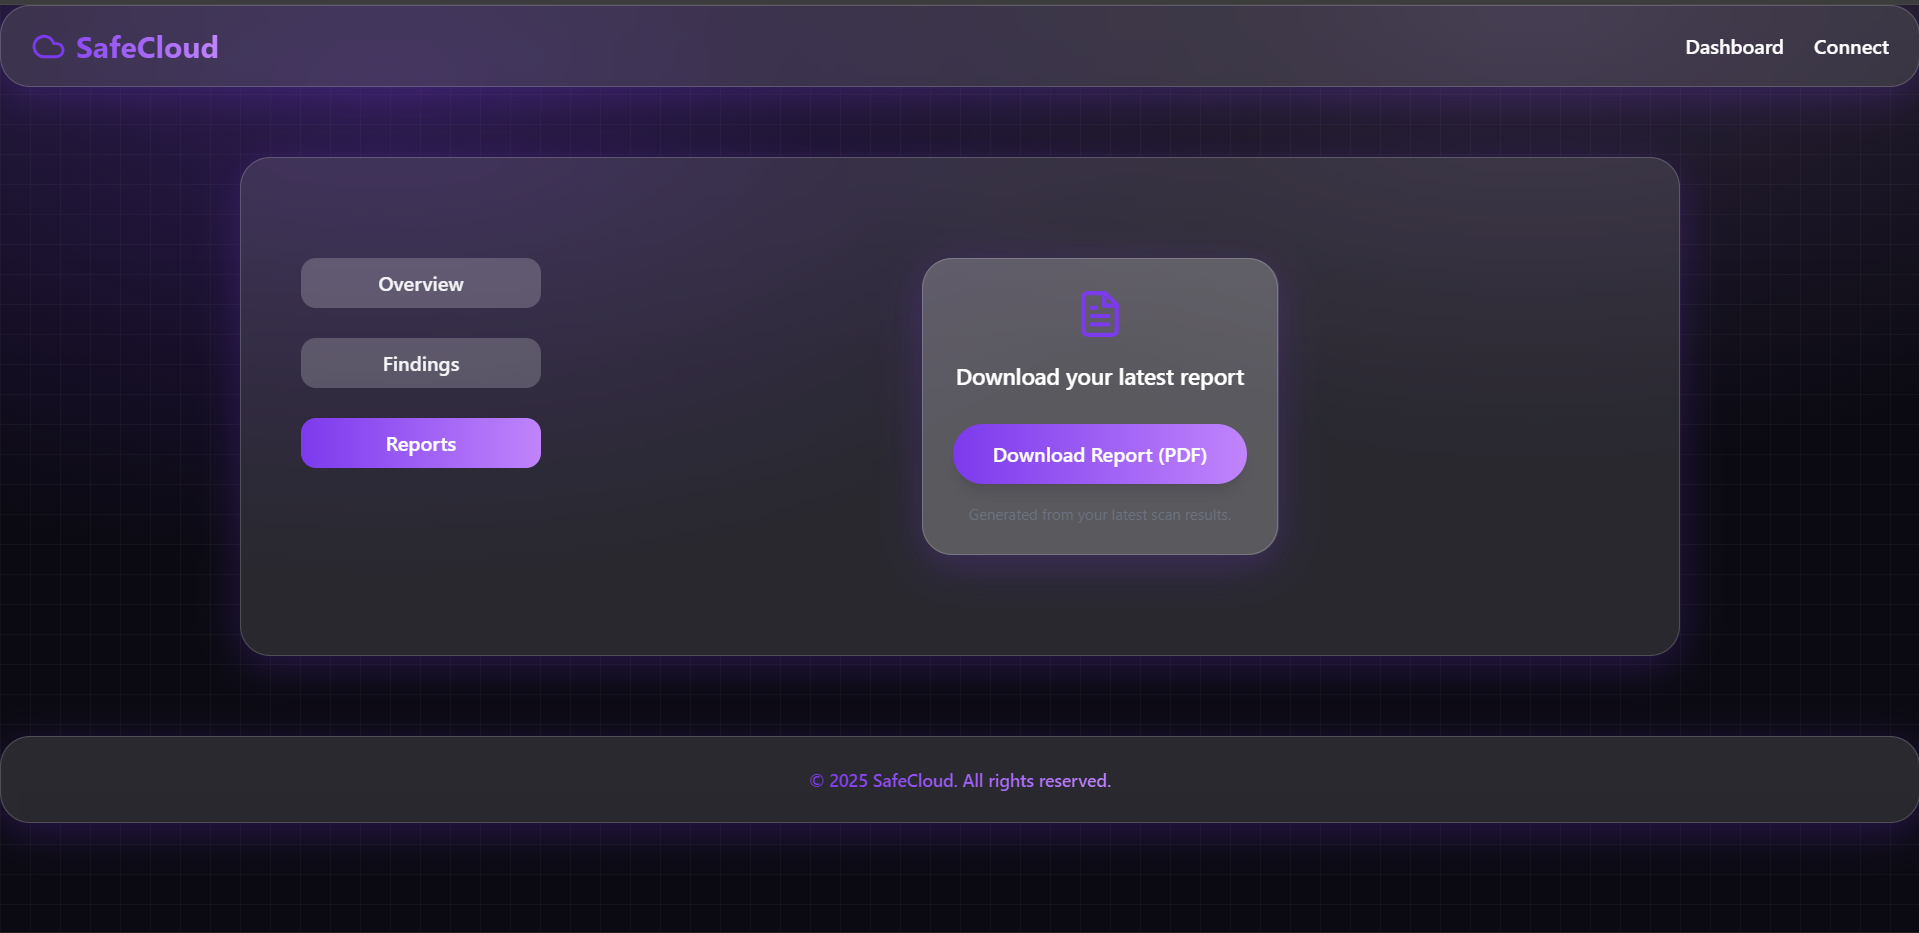 SafeCloud
Dashboard
Connect
Overview
Findings
Reports
Download your latest report
Download Report (PDF)
Generated from your latest scan results.
© 2025 SafeCloud. All rights reserved.